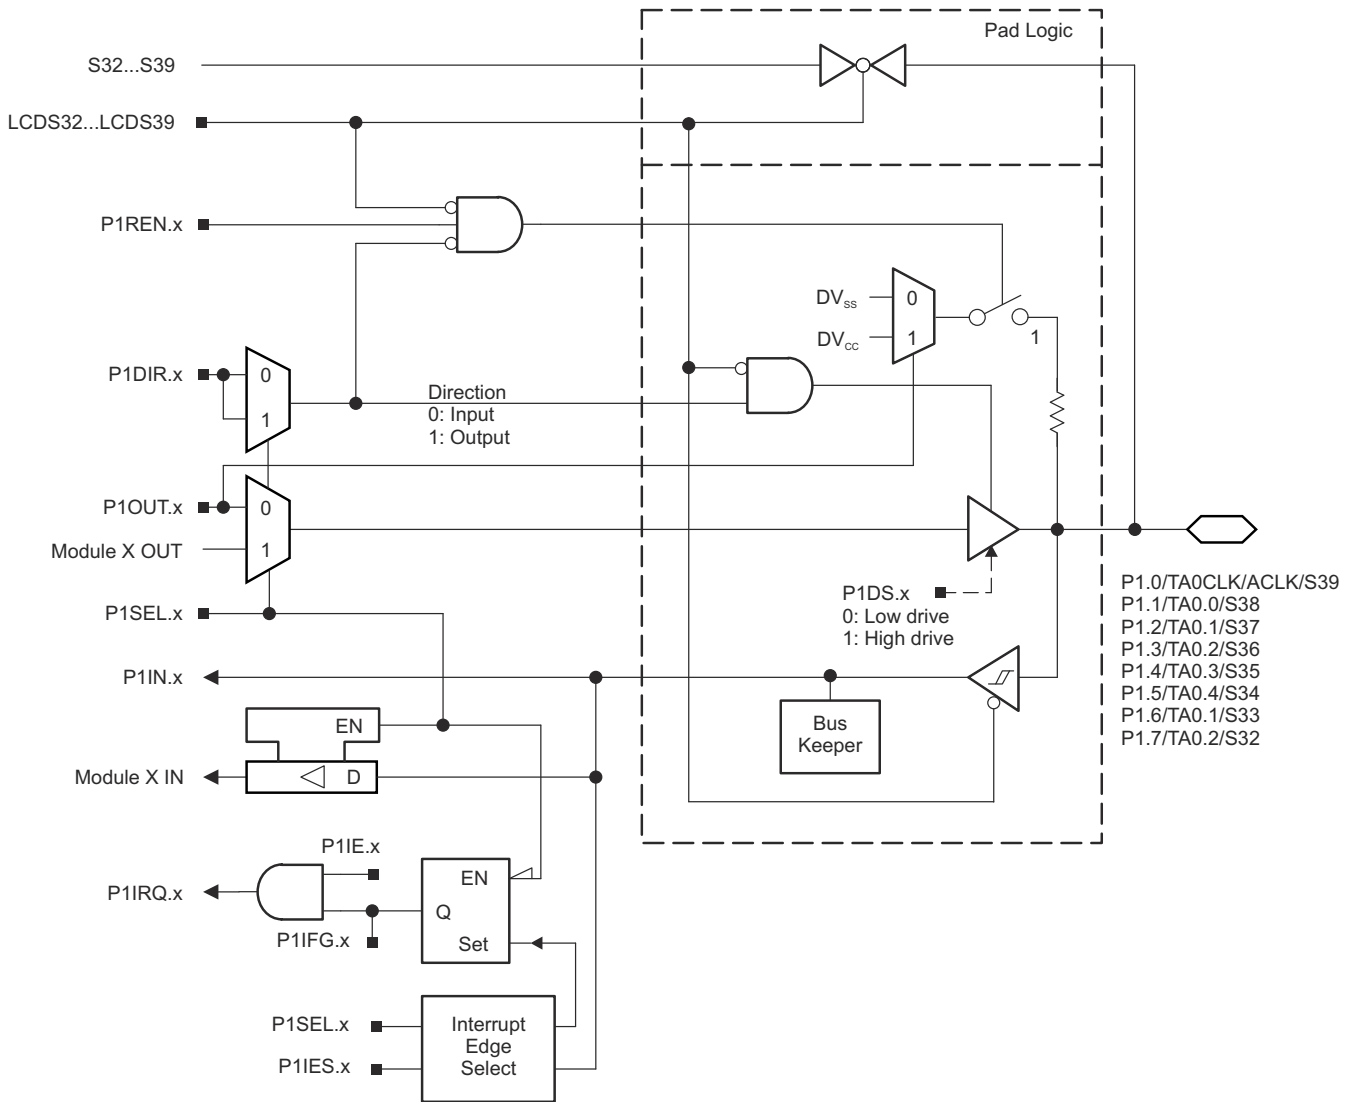 Pad Logic
S32...S39
LCDS32...LCDS39
P1REN.x
DVSS
0
DVCC
1
1
P1DIR.x
0
1
Direction
0: Input
1: Output
P1OUT.x
0
Module X OUT
1
P1SEL.x
P1DS.x
0: Low drive
1: High drive
P1.0/TA0CLK/ACLK/S39
P1.1/TA0.0/S38
P1.2/TA0.1/S37
P1.3/TA0.2/S36
P1.4/TA0.3/S35
P1.5/TA0.4/S34
P1.6/TA0.1/S33
P1.7/TA0.2/S32
P1IN.x
Bus
Keeper
EN
Module X IN
D
P1IE.x
P1IRQ.x
EN
Q
Set
P1IFG.x
P1SEL.x
P1IES.x
Interrupt
Edge
Select